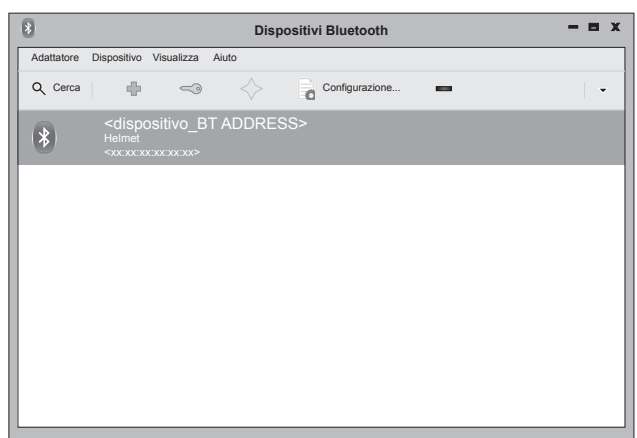 Dispositivi Bluetooth
Adattatore Dispositivo Visualizza Aiuto
Cerca Configurazione...
<dispositivo_BT ADDRESS>
Helmet
<xx:xx:xx:xx:xx:xx>